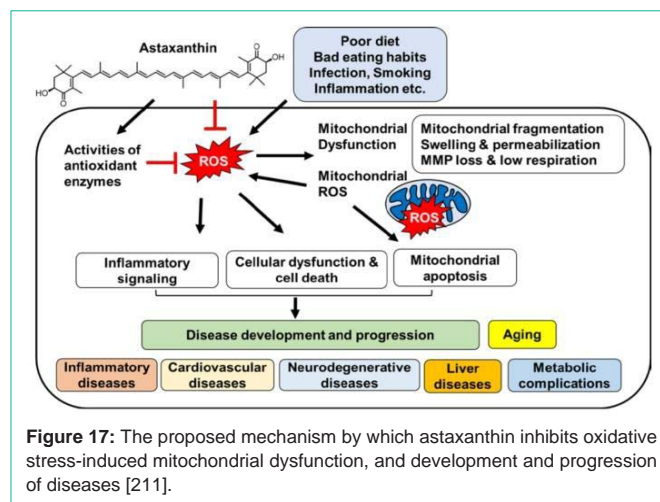 Astaxanthin
OH
HO
O
O
Poor diet
Bad eating habits
Infection, Smoking
Inflammation etc.
Activities of
antioxidant
enzymes
ROS
Mitochondrial
Dysfunction
Mitochondrial fragmentation
Swelling & permeabilization
MMP loss & low respiration
Mitochondrial
ROS
ROS
Inflammatory
signaling
Cellular dysfunction &
cell death
Mitochondrial
apoptosis
Disease development and progression
Aging
Inflammatory
diseases
Cardiovascular
diseases
Neurodegenerative
diseases
Liver
diseases
Metabolic
complications
Figure 17: The proposed mechanism by which astaxanthin inhibits oxidative
stress-induced mitochondrial dysfunction, and development and progression
of diseases [211].